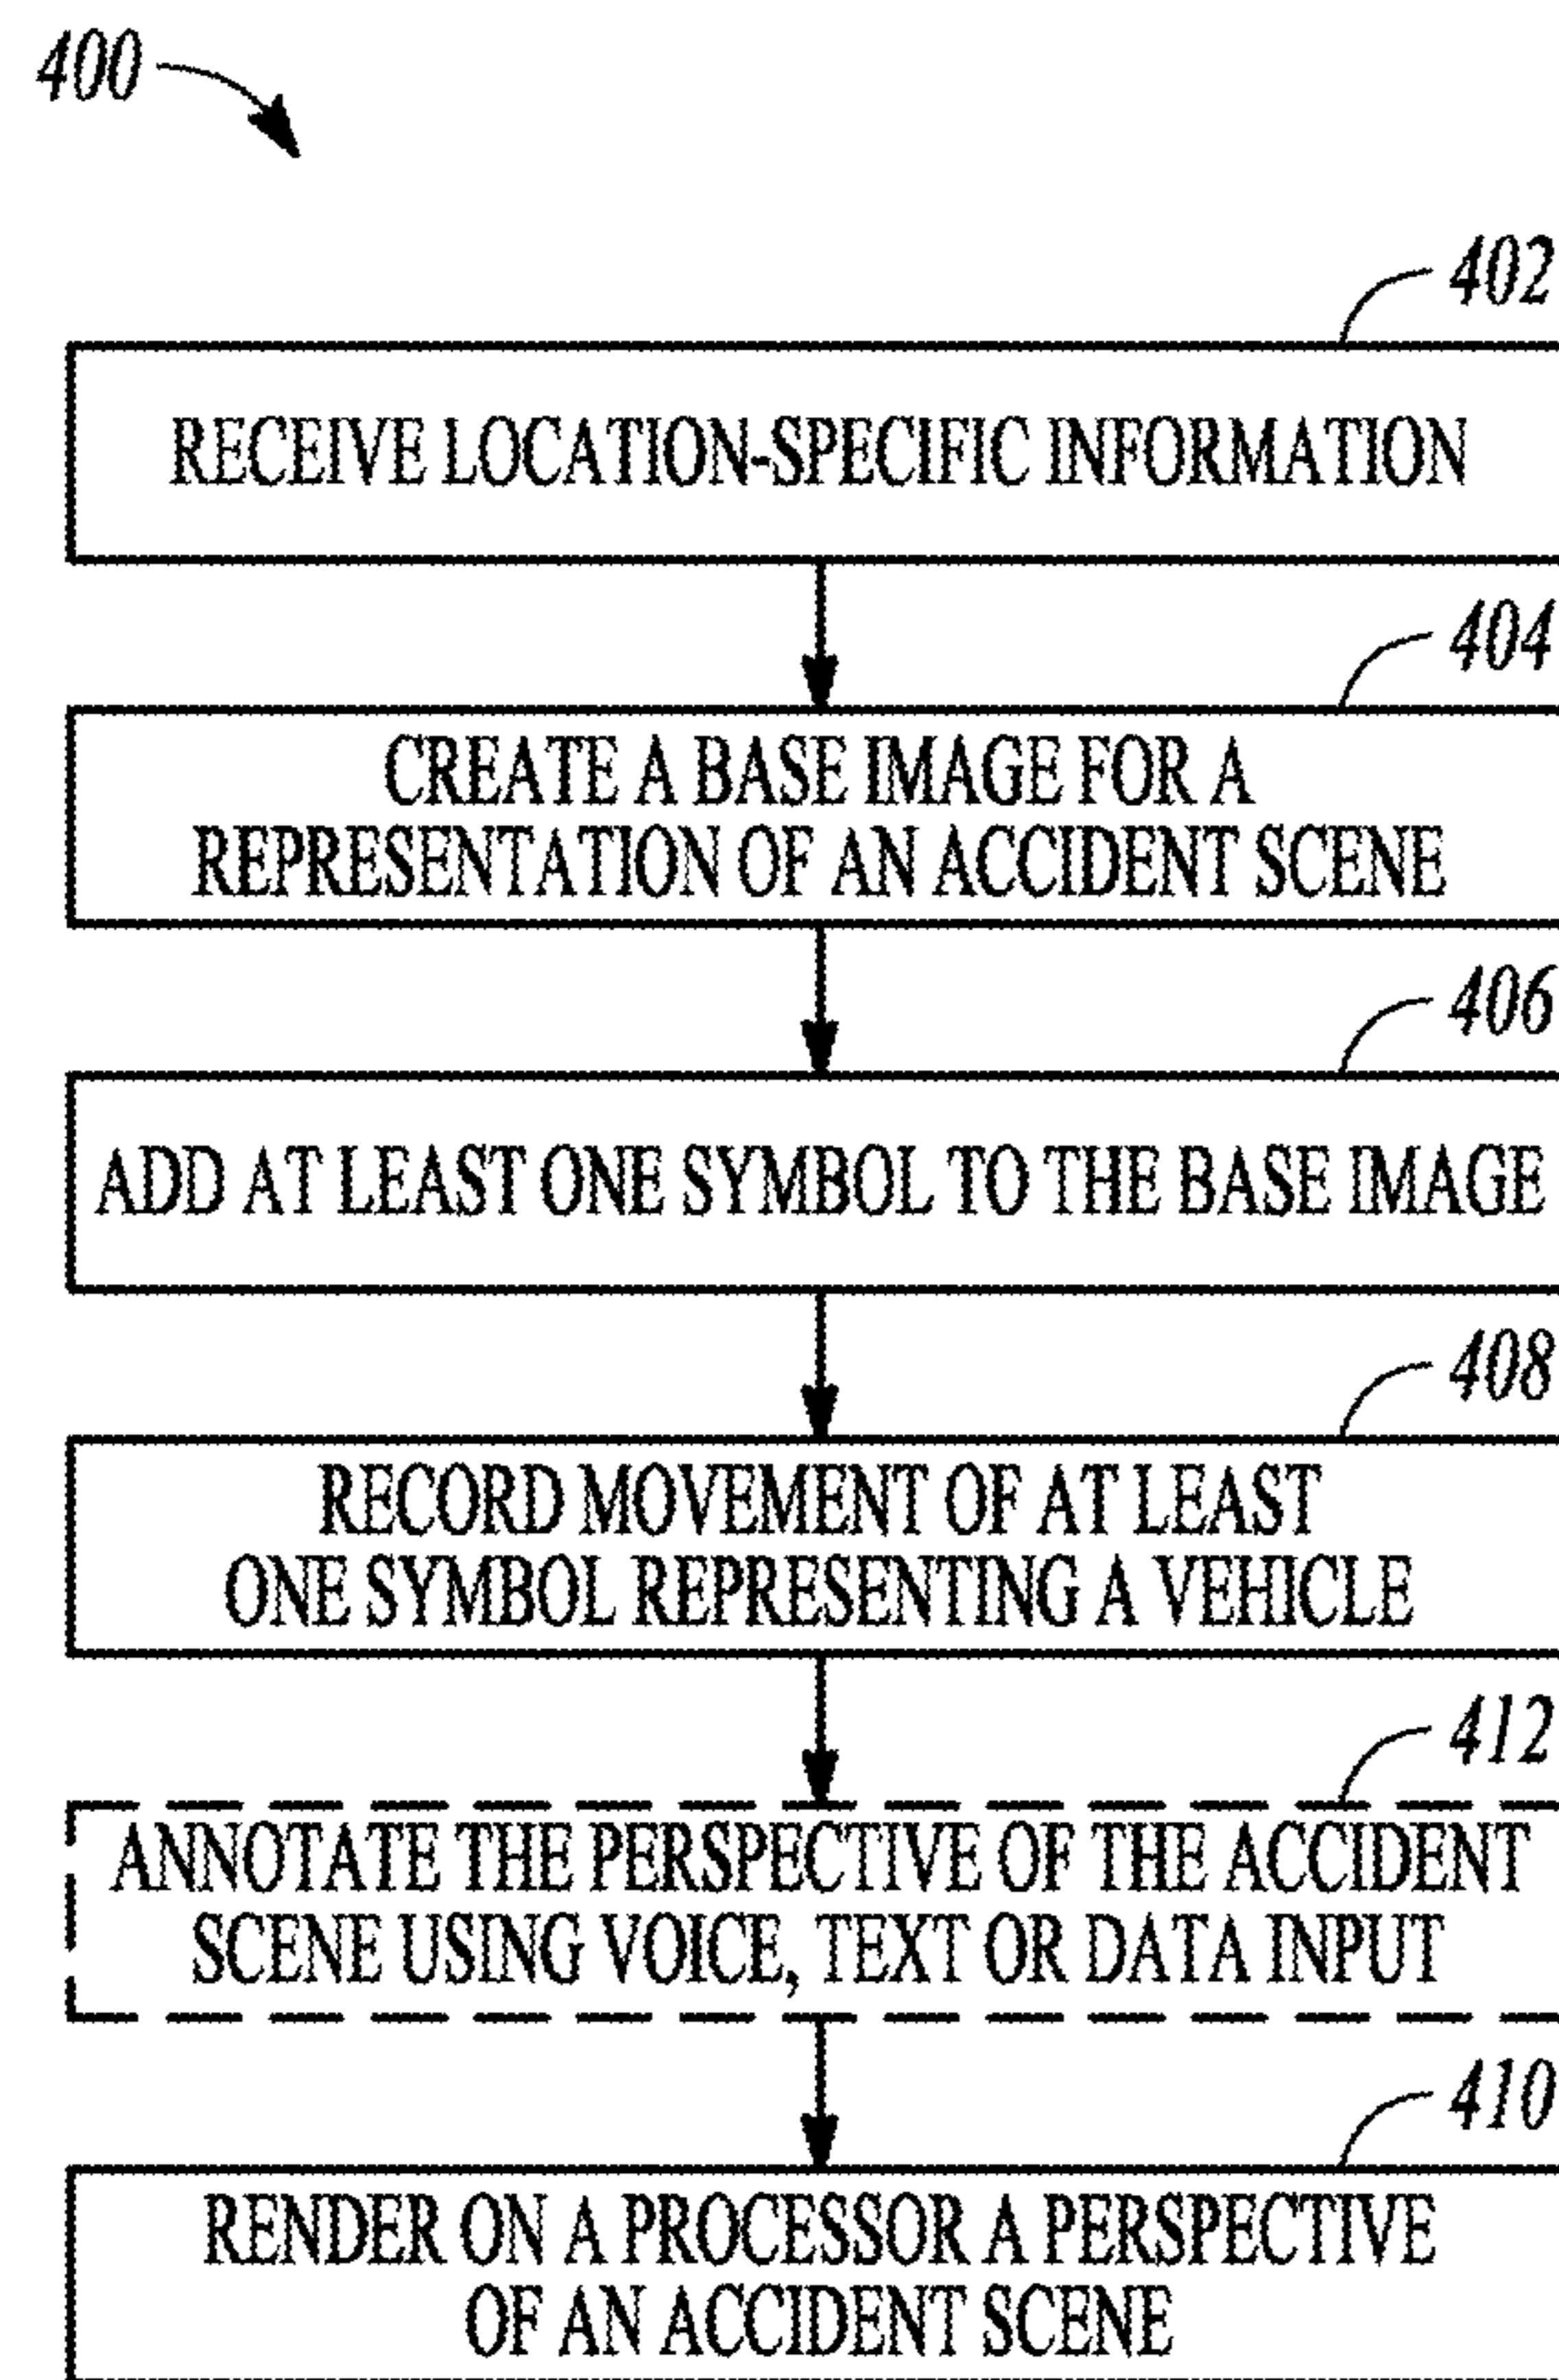 400
402
RECEIVE LOCATION-SPECIFIC INFORMATION
404
CREATE A BASE IMAGE FOR A
REPRESENTATION OF AN ACCIDENT SCENE
406
ADD AT LEAST ONE SYMBOL TO THE BASE IMAGE
408
RECORD MOVEMENT OF AT LEAST
ONE SYMBOL REPRESENTING A VEHICLE
412
ANNOTATE THE PERSPECTIVE OF THE ACCIDENT
SCENE USING VOICE, TEXT OR DATA INPUT
410
RENDER ON A PROCESSOR A PERSPECTIVE
OF AN ACCIDENT SCENE